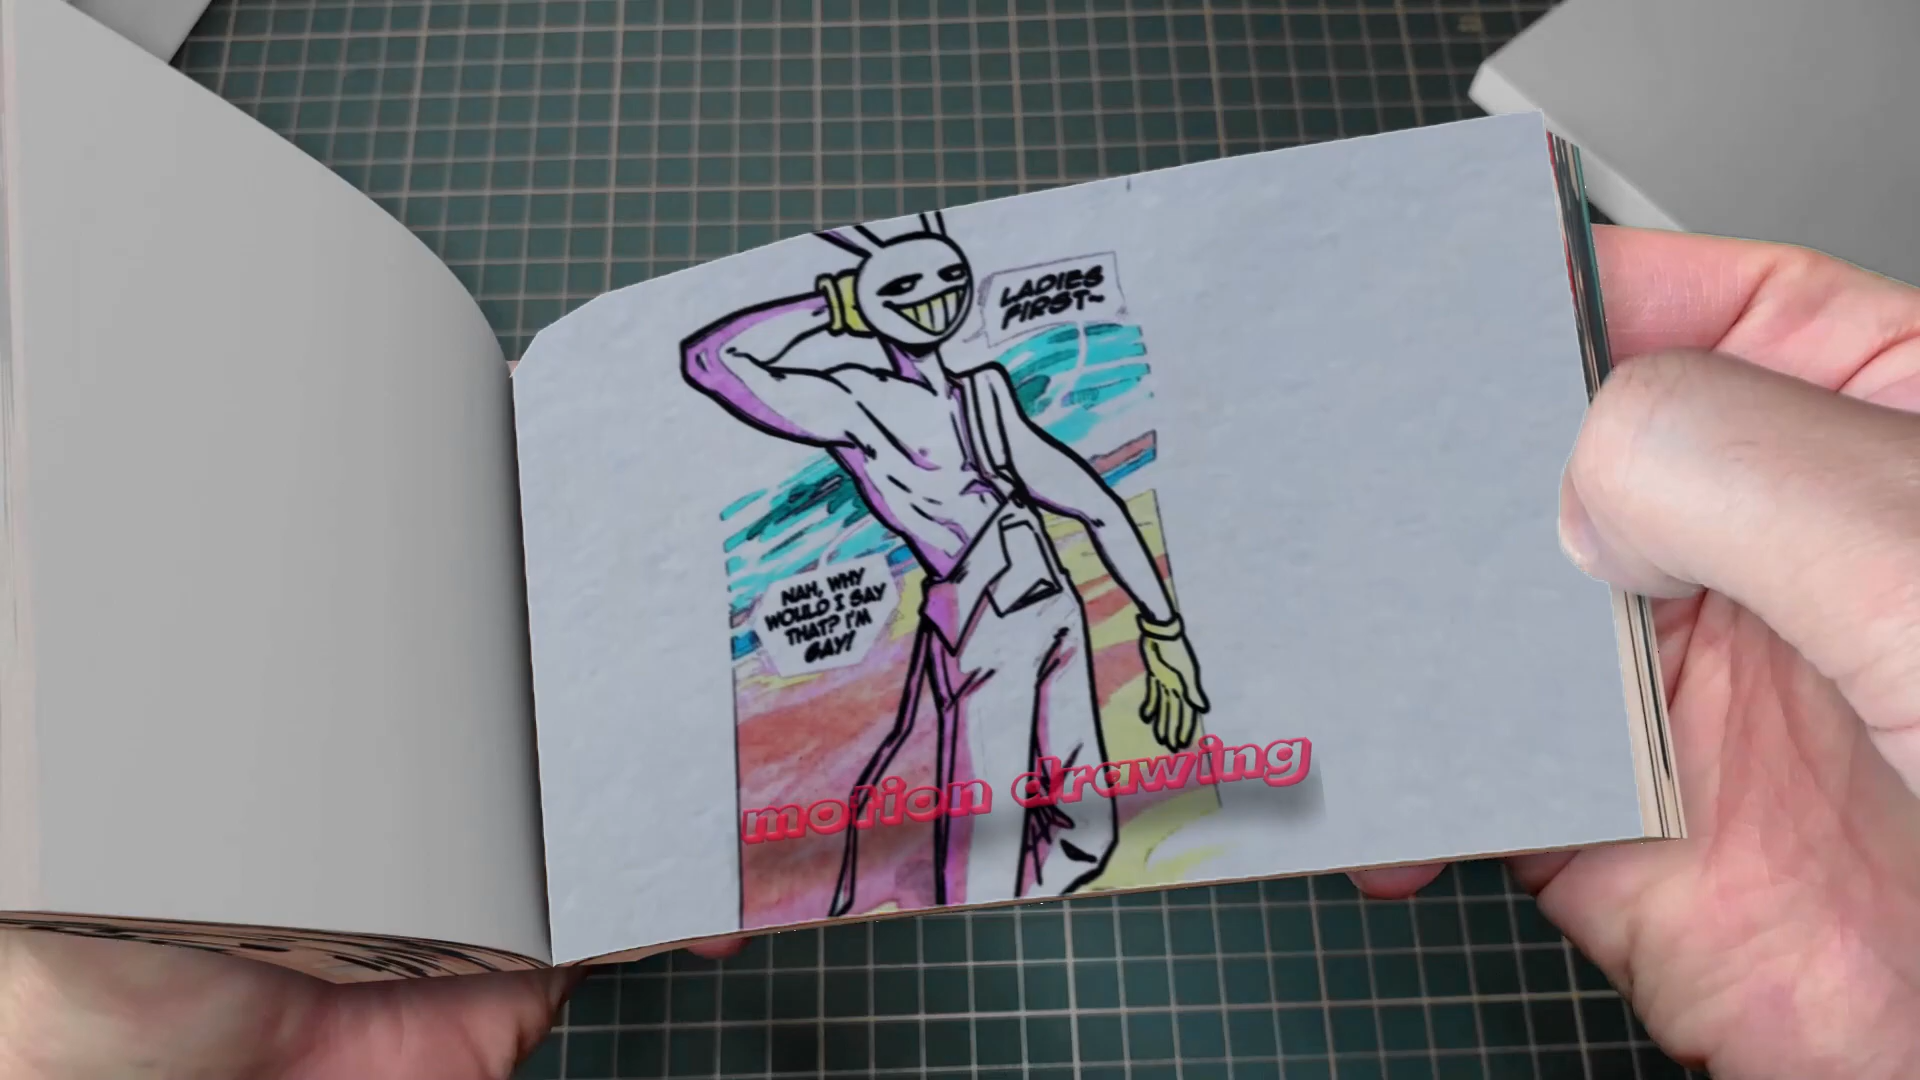 LADIES
FIRST~
NAH, WHY
WOULD I SAY
THAT? I'M
GAY!
motion drawing